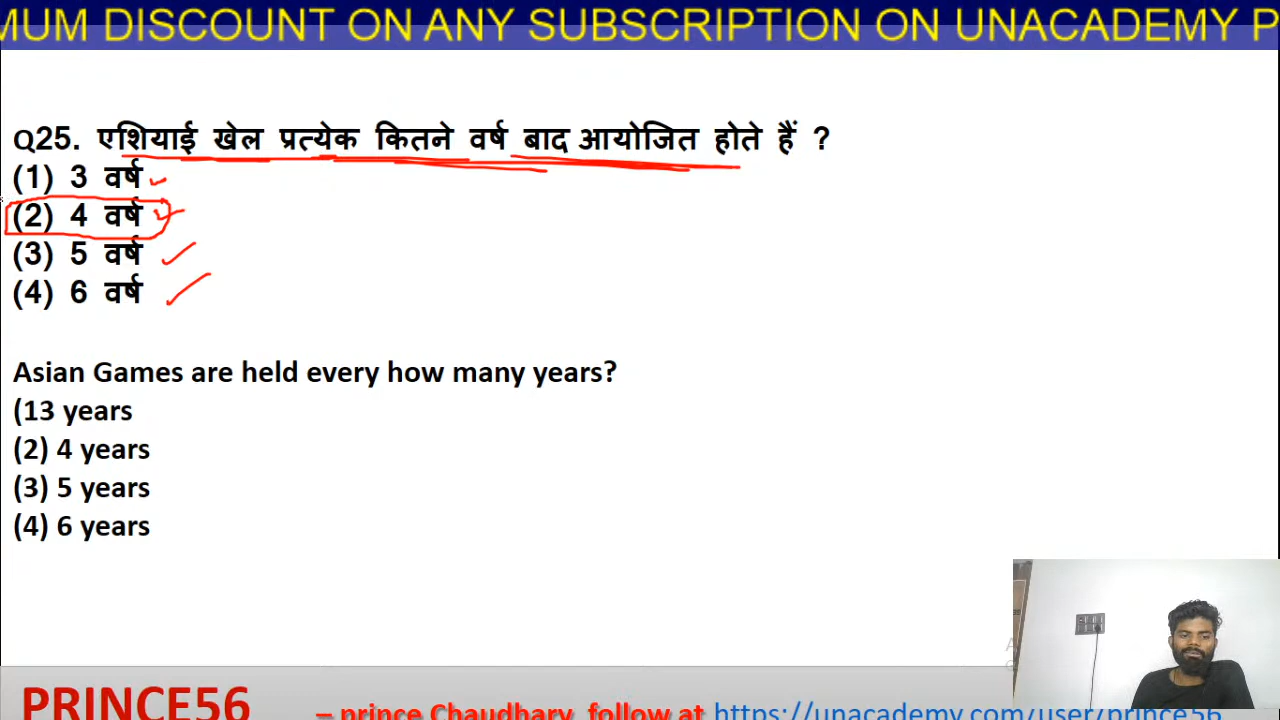 MUM DISCOUNT ON ANY SUBSCRIPTION ON UNACADEMY P
Q25. एशियाई खेल प्रत्येक कितने वर्ष बाद आयोजित होते हैं ?
(1) 3 वर्ष
(2) 4 वर्ष
(3) 5 वर्ष
(4) 6 वर्ष
Asian Games are held every how many years?
(13 years
(2) 4 years
(3) 5 years
(4) 6 years
PRINCE56 – prince Chaudhary follow at https://unacademy.com/user/prince56